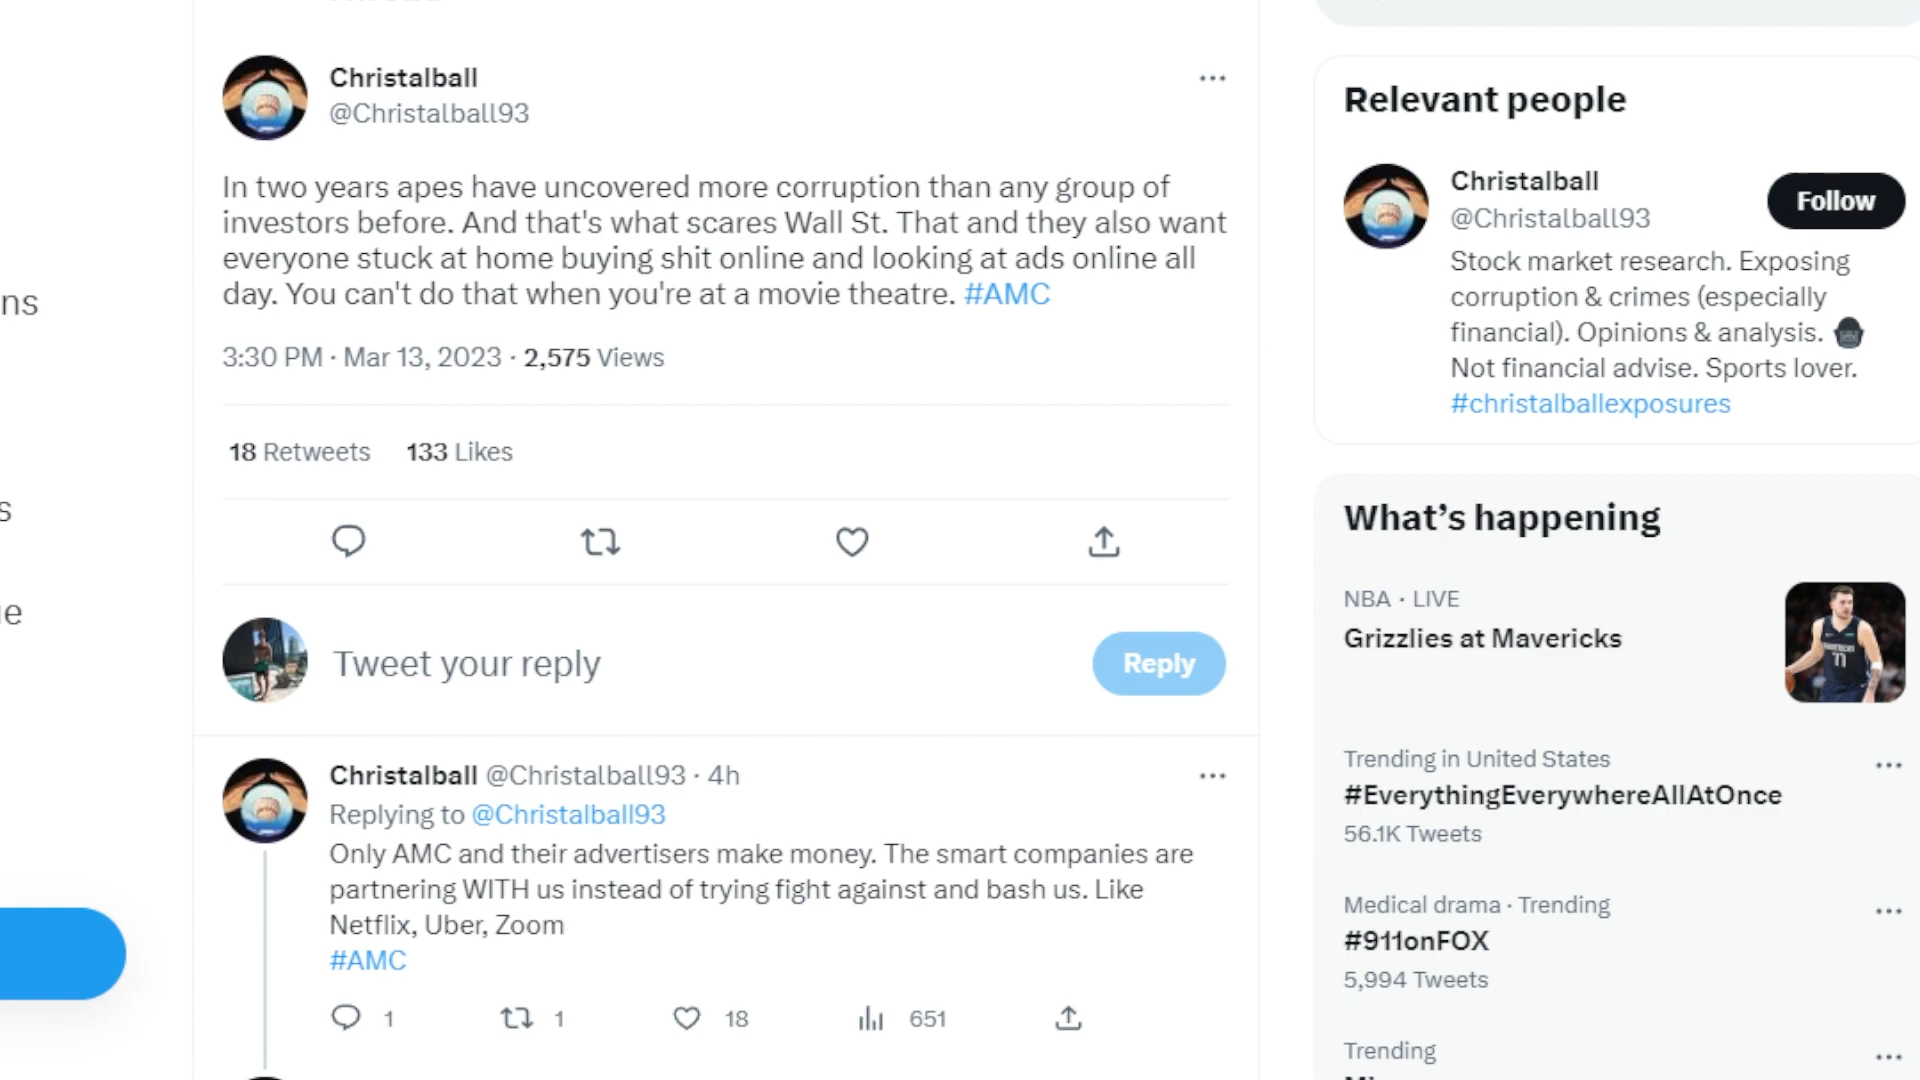 Christalball
@Christalball93
In two years apes have uncovered more corruption than any group of
investors before. And that's what scares Wall St. That and they also want
everyone stuck at home buying shit online and looking at ads online all
day. You can't do that when you're at a movie theatre. #AMC
3:30 PM · Mar 13, 2023 · 2,575 Views
18 Retweets 133 Likes
Tweet your reply
Reply
Christalball @Christalball93 · 4h
Replying to @Christalball93
Only AMC and their advertisers make money. The smart companies are
partnering WITH us instead of trying fight against and bash us. Like
Netflix, Uber, Zoom
#AMC
1 1 18 651
Relevant people
Christalball
@Christalball93
Follow
Stock market research. Exposing
corruption & crimes (especially
financial). Opinions & analysis.
Not financial advise. Sports lover.
#christalballexposures
What's happening
NBA · LIVE
Grizzlies at Mavericks
Trending in United States
#EverythingEverywhereAllAtOnce
56.1K Tweets
Medical drama · Trending
#911onFOX
5,994 Tweets
Trending